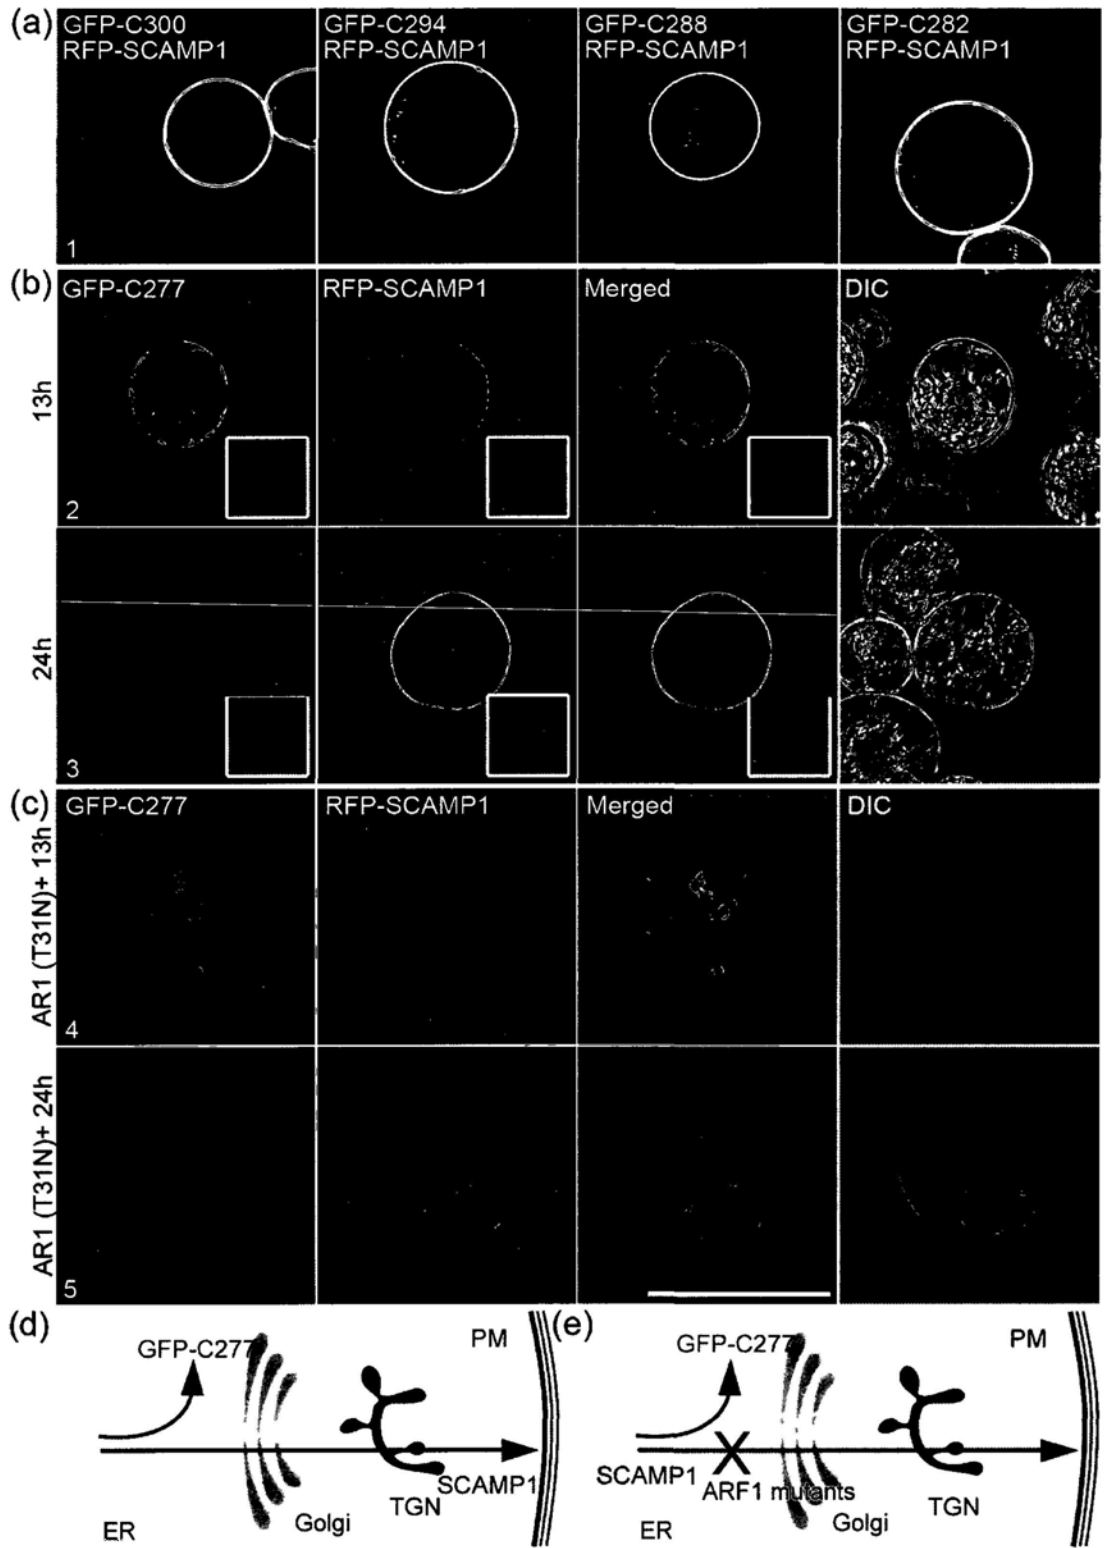 (a)
GFP-C300
RFP-SCAMP1
GFP-C294
RFP-SCAMP1
GFP-C288
RFP-SCAMP1
GFP-C282
RFP-SCAMP1
1
(b)
GFP-C277
RFP-SCAMP1
Merged
DIC
13h
2
24h
3
(c)
GFP-C277
RFP-SCAMP1
Merged
DIC
AR1 (T31N)+ 13h
4
AR1 (T31N)+ 24h
5
(d)
GFP-C277
PM
SCAMP1
TGN
Golgi
ER
(e)
GFP-C277
PM
SCAMP1
ARF1 mutants
TGN
Golgi
ER